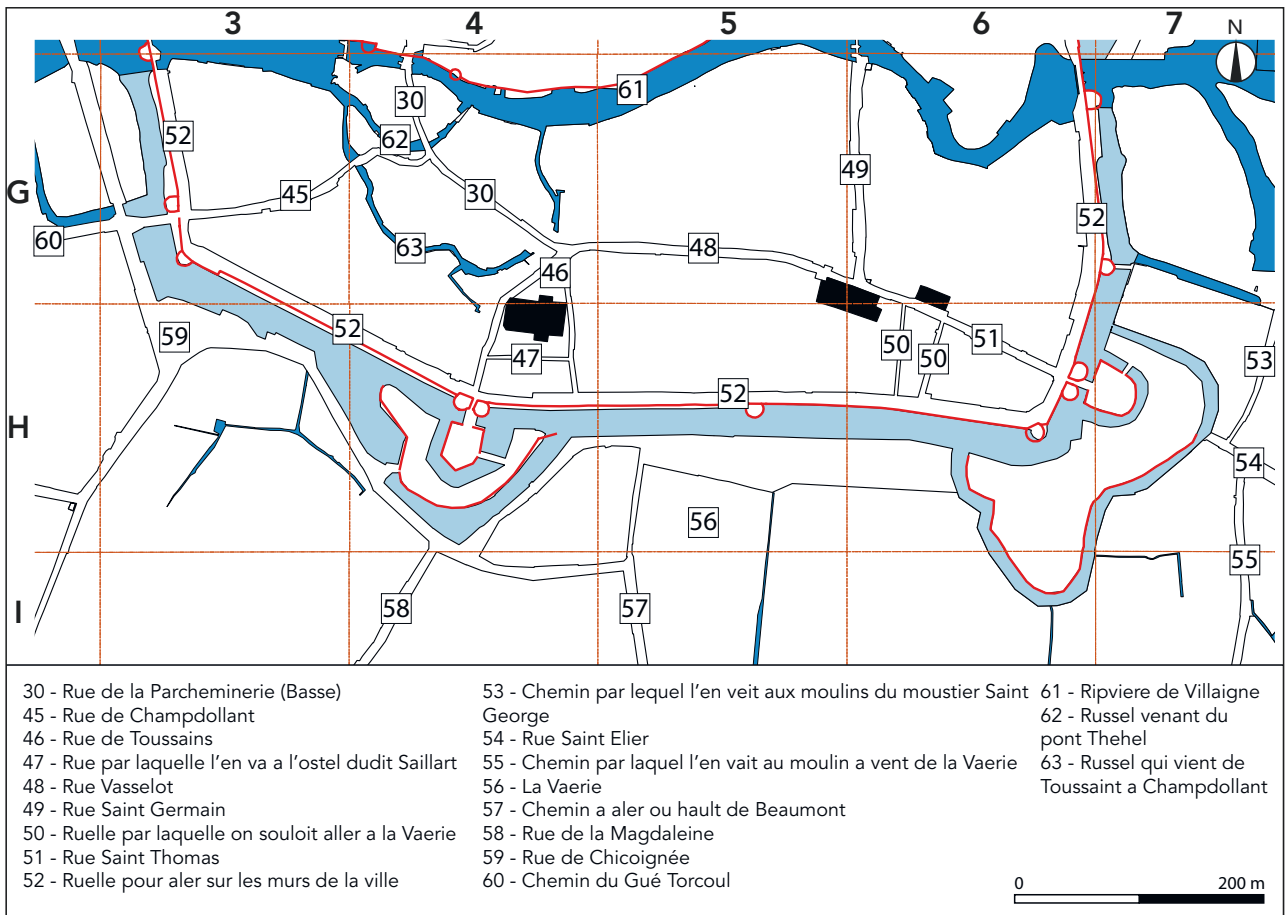 3 4 5 6 7
N
61
30
52
62
49
45
30
G
52
60
63
48
46
52
59
50
51
47
50
53
52
H
54
56
55
I
58
57
30 - Rue de la Parcheminerie (Basse)
45 - Rue de Champdollant
46 - Rue de Toussains
47 - Rue par laquelle l'en va a l'ostel dudit Saillart
48 - Rue Vasselot
49 - Rue Saint Germain
50 - Ruelle par laquelle on souloit aller a la Vaerie
51 - Rue Saint Thomas
52 - Ruelle pour aler sur les murs de la ville
53 - Chemin par lequel l'en veit aux moulins du moustier Saint
George
54 - Rue Saint Elier
55 - Chemin par laquel l'en vait au moulin a vent de la Vaerie
56 - La Vaerie
57 - Chemin a aler ou hault de Beaumont
58 - Rue de la Magdaleine
59 - Rue de Chicoignée
60 - Chemin du Gué Torcoul
61 - Ripviere de Villaigne
62 - Russel venant du
pont Thehel
63 - Russel qui vient de
Toussaint a Champdollant
0 200 m